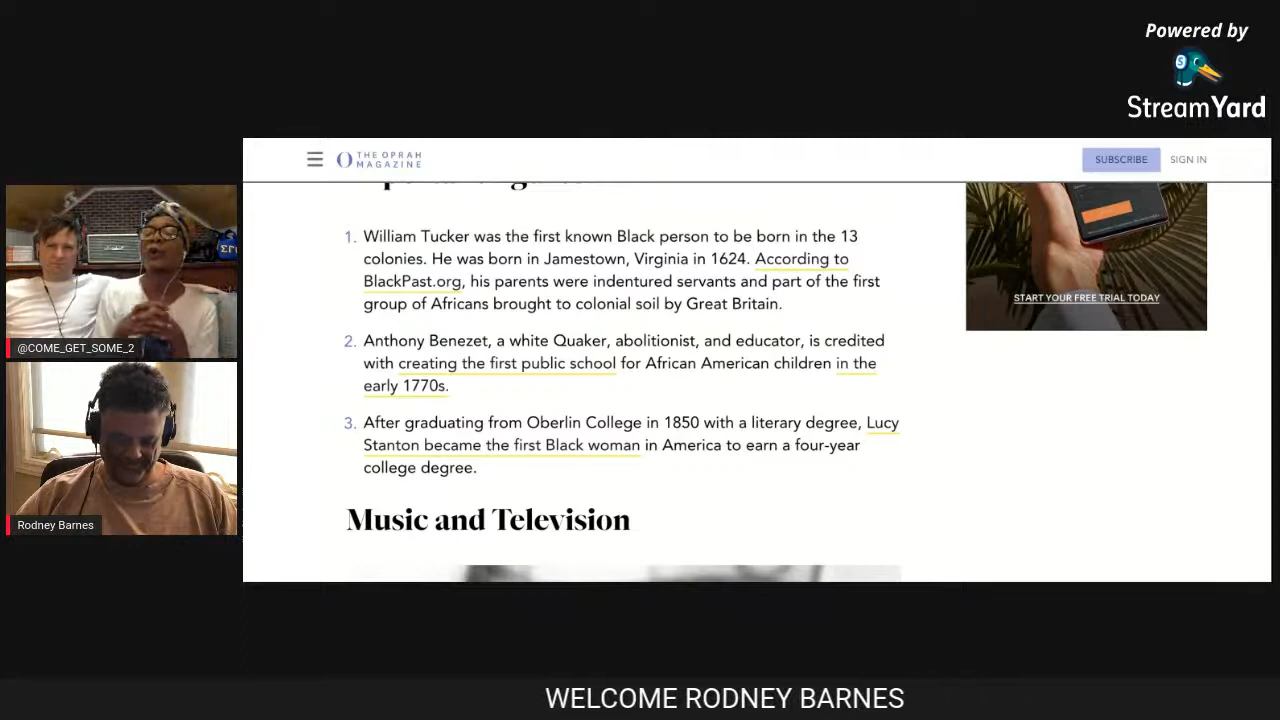 Powered by
StreamYard
THE OPRAH
MAGAZINE
SUBSCRIBE
SIGN IN
1. William Tucker was the first known Black person to be born in the 13
colonies. He was born in Jamestown, Virginia in 1624. According to
BlackPast.org, his parents were indentured servants and part of the first
group of Africans brought to colonial soil by Great Britain.
2. Anthony Benezet, a white Quaker, abolitionist, and educator, is credited
with creating the first public school for African American children in the
early 1770s.
3. After graduating from Oberlin College in 1850 with a literary degree, Lucy
Stanton became the first Black woman in America to earn a four-year
college degree.
Music and Television
START YOUR FREE TRIAL TODAY
ΣΓ
@COME_GET_SOME_2
Rodney Barnes
WELCOME RODNEY BARNES